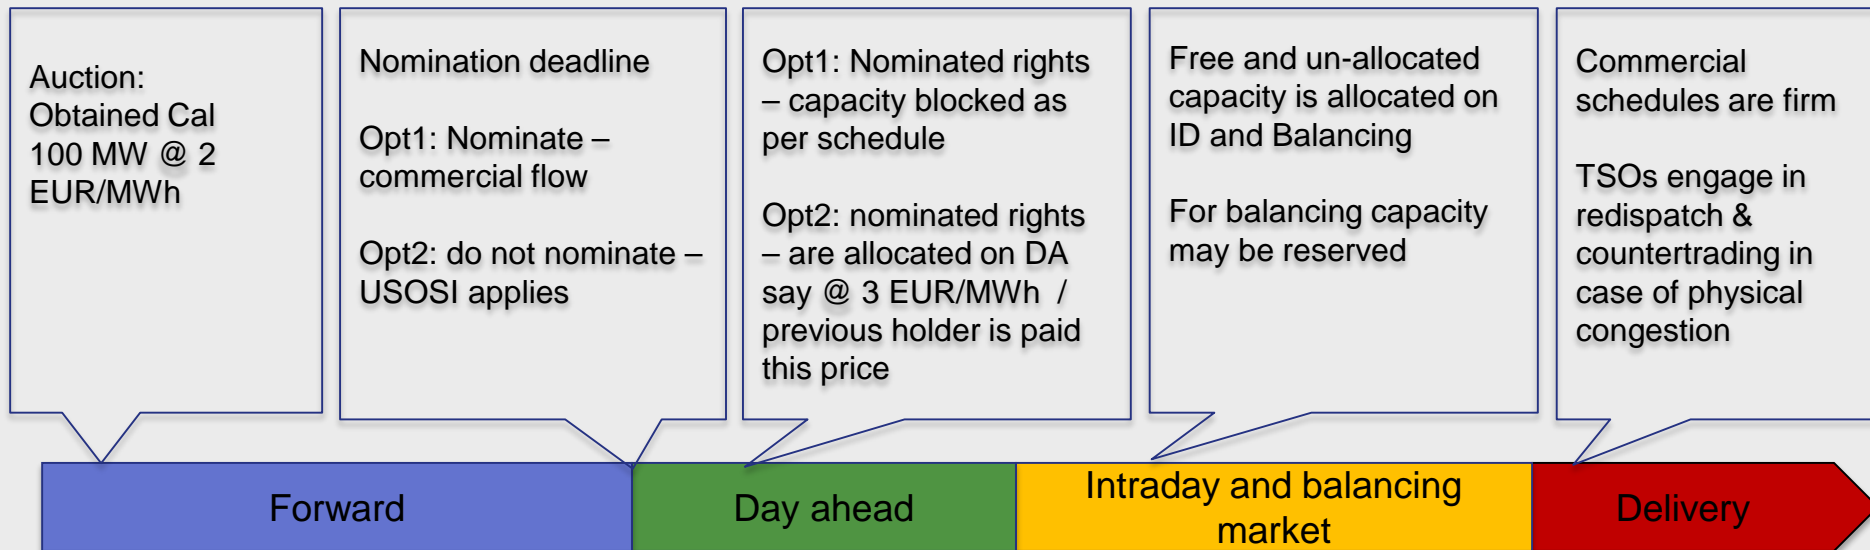 Auction:
Obtained Cal
100 MW @ 2
EUR/MWh
Nomination deadline
Opt1: Nominate –
commercial flow
Opt2: do not nominate –
USOSI applies
Opt1: Nominated rights
– capacity blocked as
per schedule
Opt2: nominated rights
– are allocated on DA
say @ 3 EUR/MWh /
previous holder is paid
this price
Free and un-allocated
capacity is allocated on
ID and Balancing
For balancing capacity
may be reserved
Commercial
schedules are firm
TSOs engage in
redispatch &
countertrading in
case of physical
congestion
Forward
Day ahead
Intraday and balancing
market
Delivery